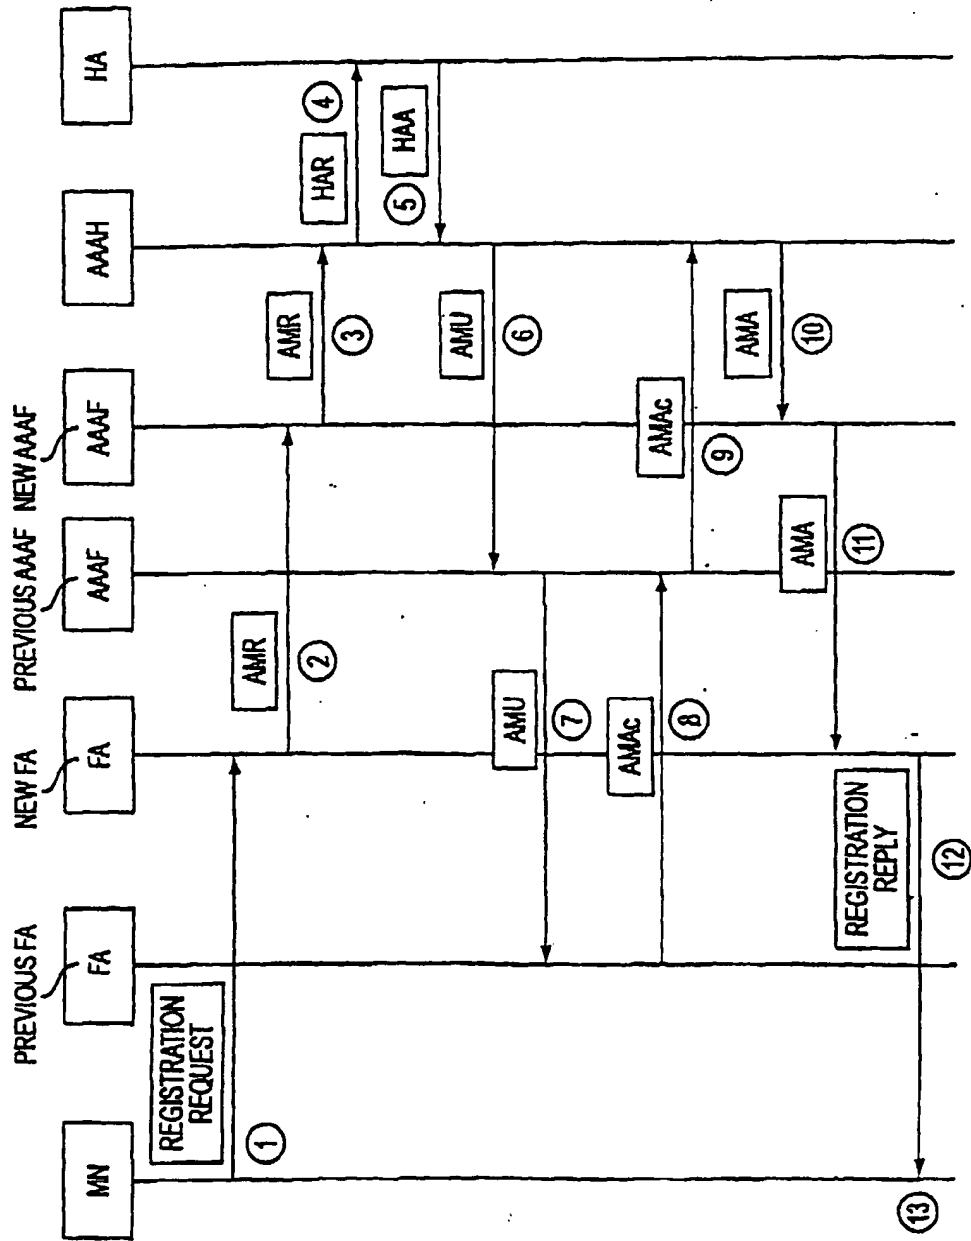 PREVIOUS FA
NEW FA
PREVIOUS AAAF
NEW AAAF
MN
FA
FA
AAAF
AAAF
AAAH
HA
REGISTRATION
REQUEST
1
AMR
2
AMR
3
HAR
4
HAA
5
AMU
6
AMU
7
AMAc
8
AMAc
9
AMA
10
AMA
11
REGISTRATION
REPLY
12
13